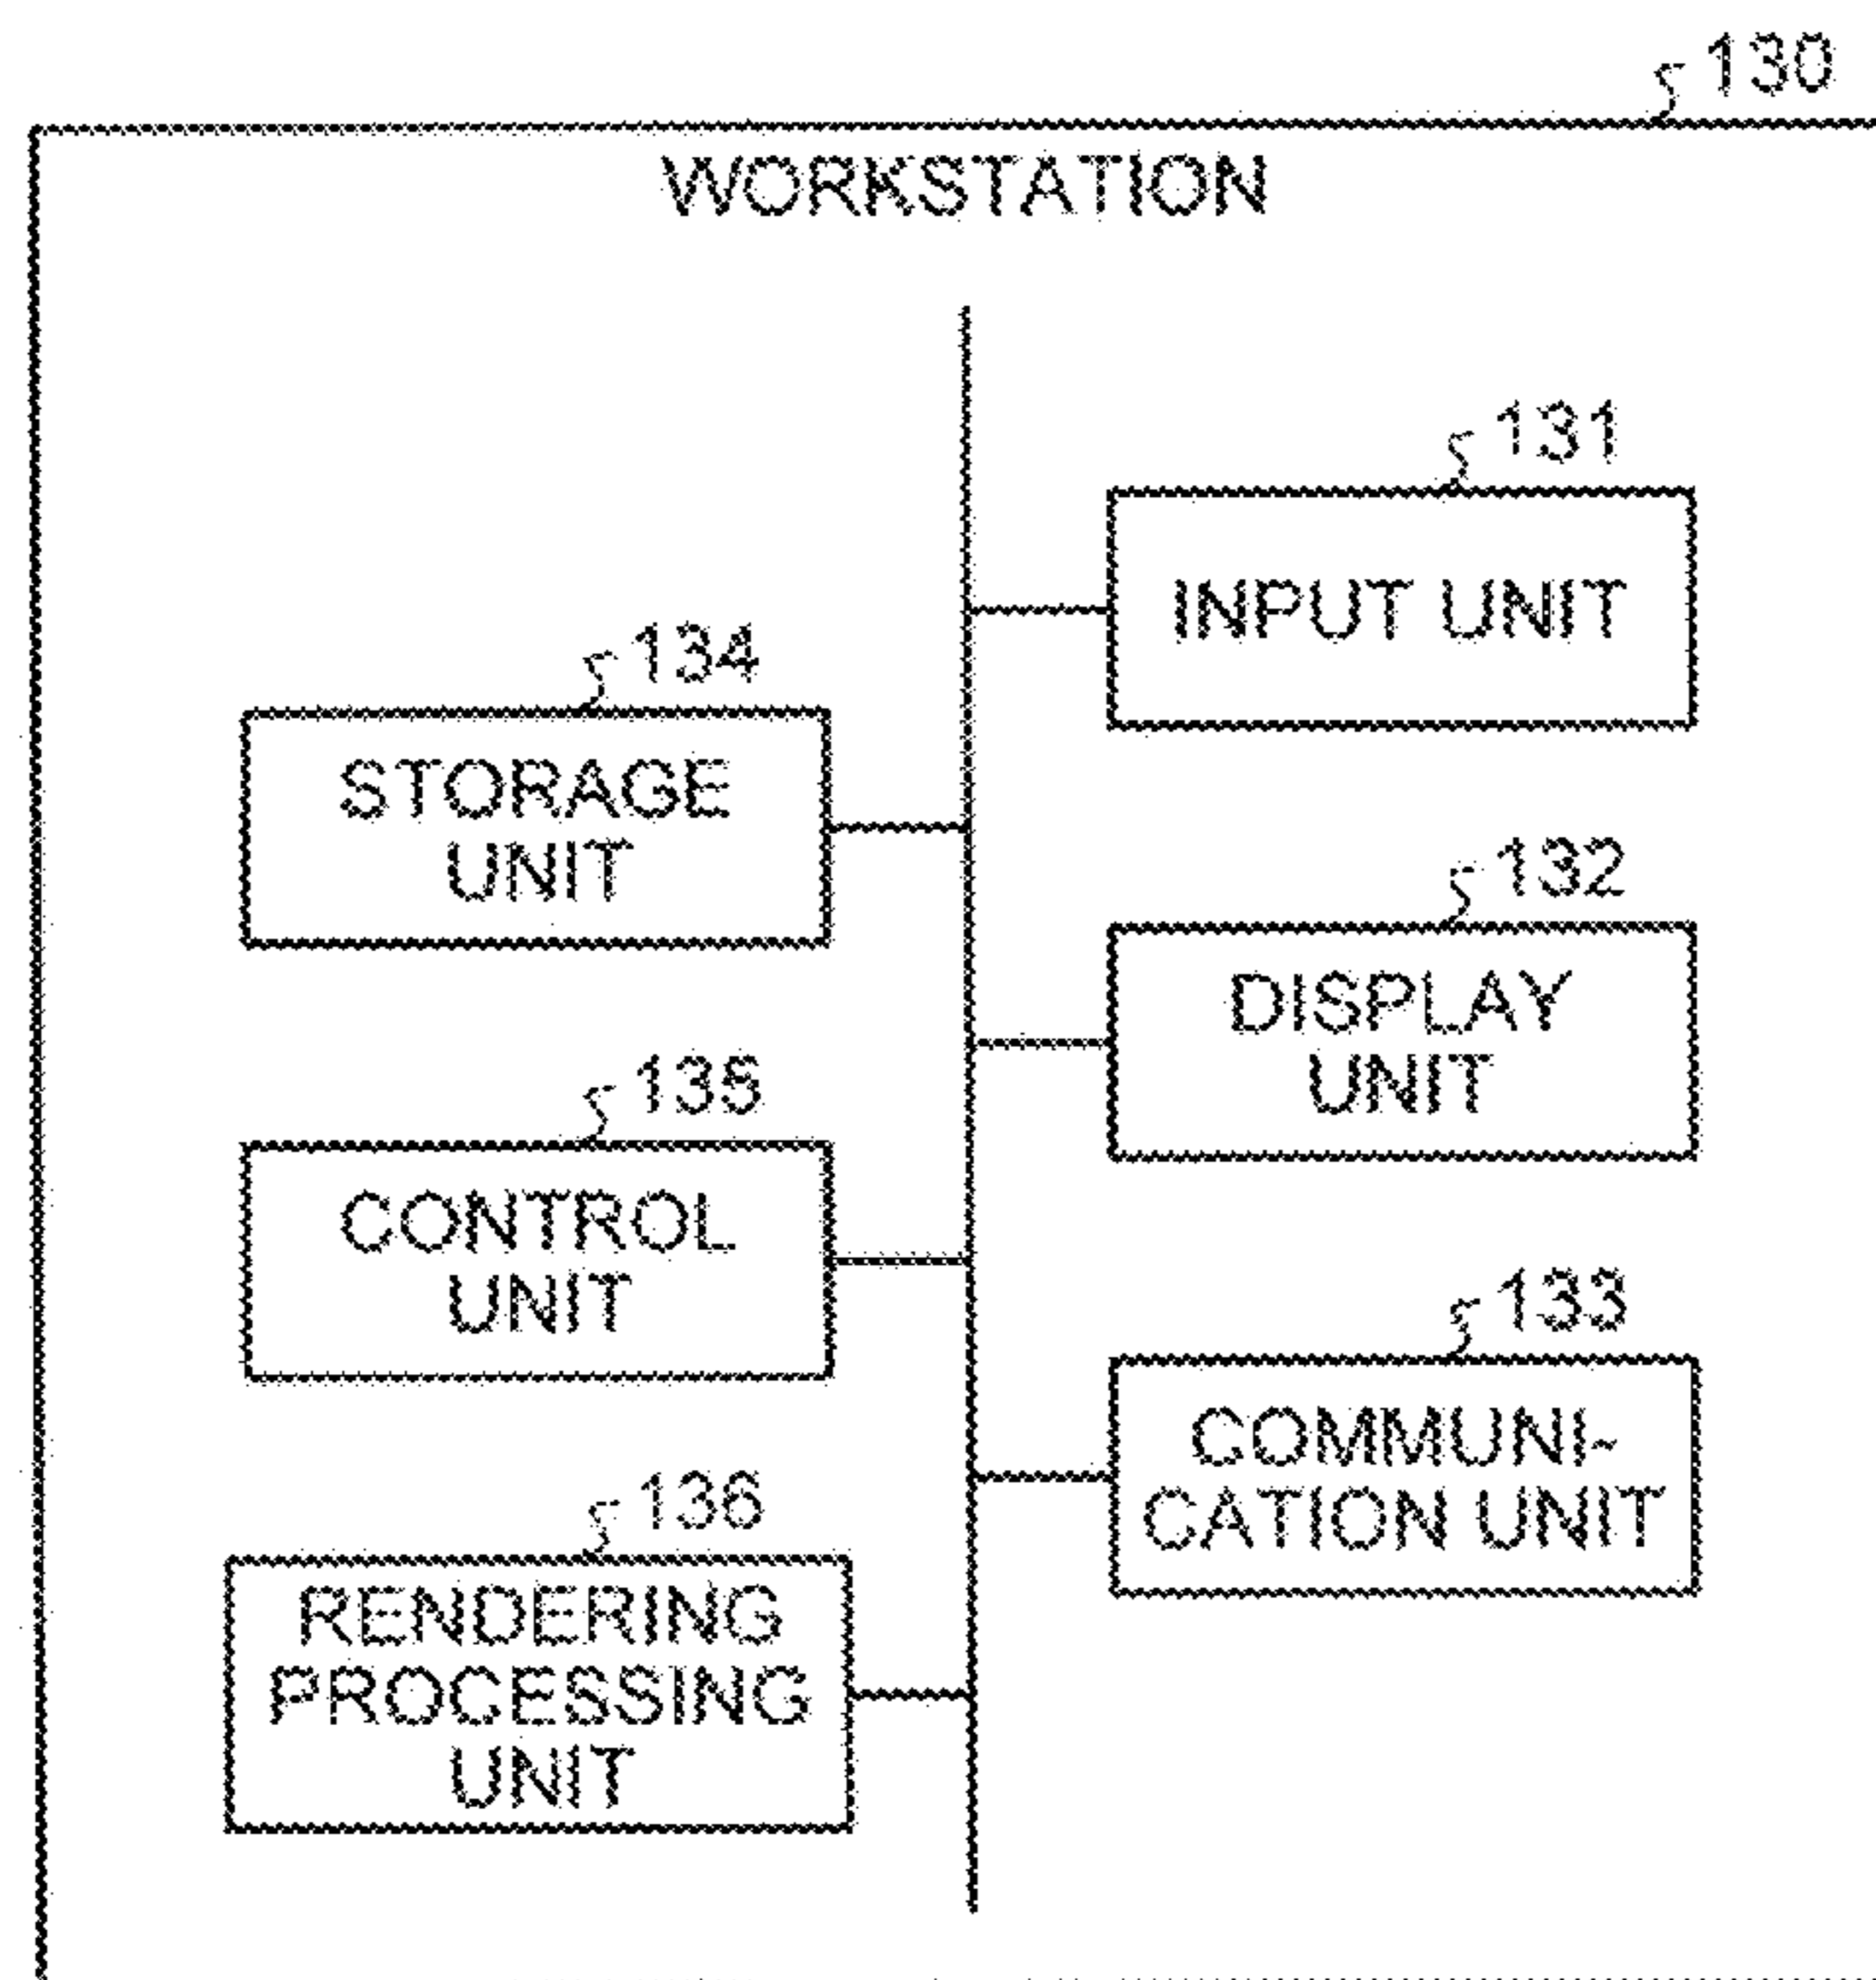 130
WORKSTATION
131
INPUT UNIT
134
STORAGE
UNIT
132
DISPLAY
UNIT
135
CONTROL
UNIT
133
COMMUNI-
CATION UNIT
136
RENDERING
PROCESSING
UNIT